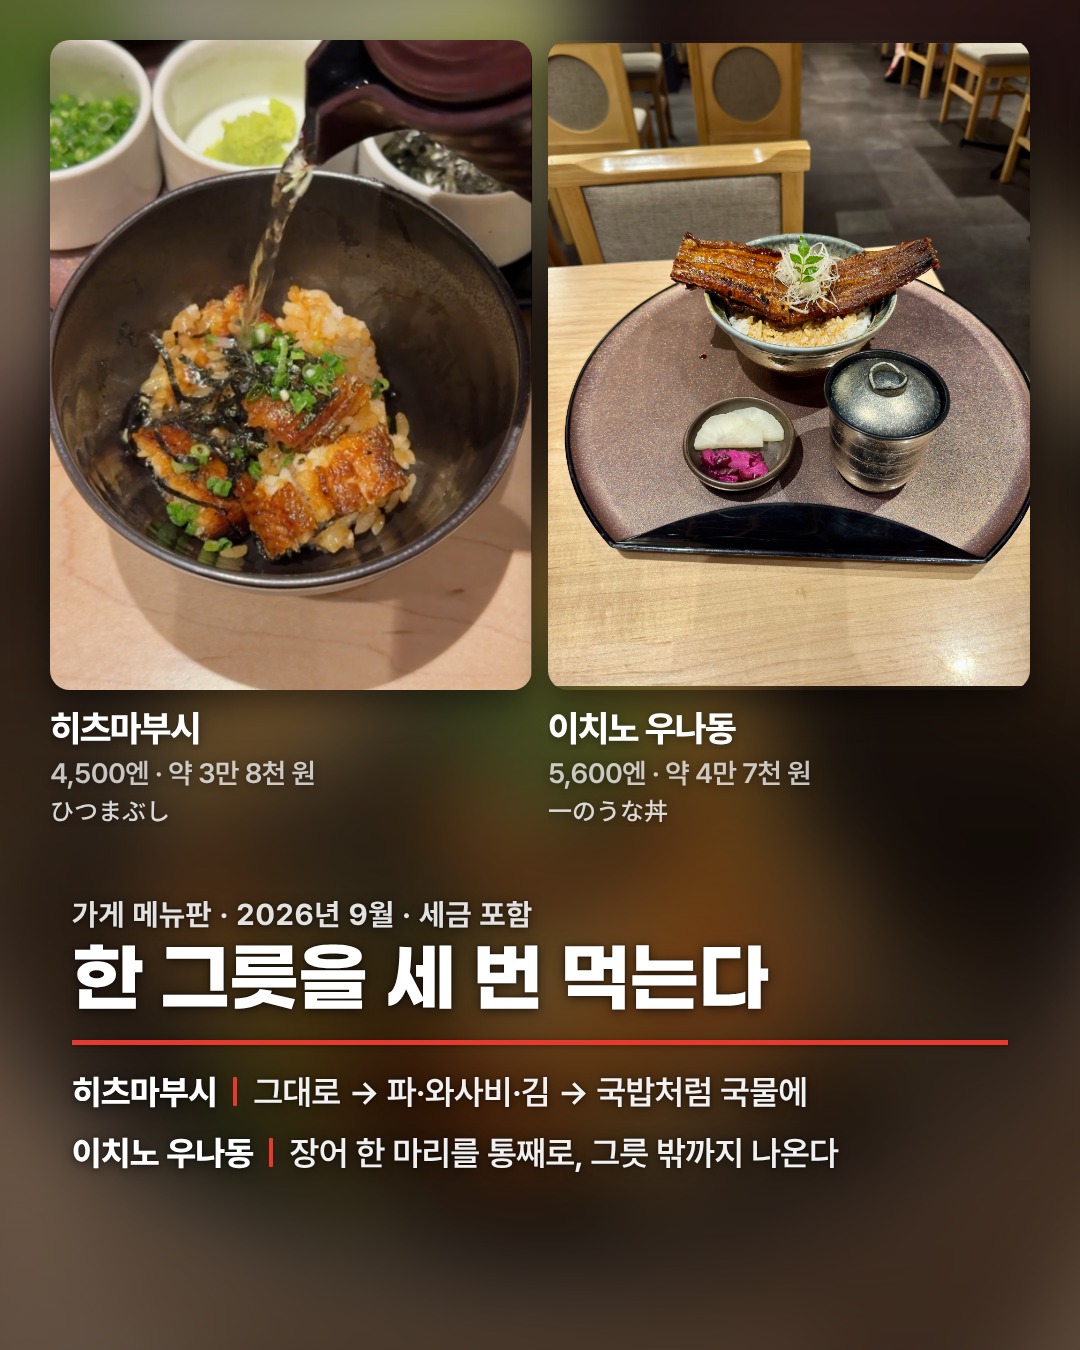 히츠마부시
4,500엔 · 약 3만 8천 원
ひつまぶし
이치노 우나동
5,600엔 · 약 4만 7천 원
一のうな丼
가게 메뉴판 · 2026년 9월 · 세금 포함
한 그릇을 세 번 먹는다
히츠마부시 | 그대로 → 파·와사비·김 → 국밥처럼 국물에
이치노 우나동 | 장어 한 마리를 통째로, 그릇 밖까지 나온다